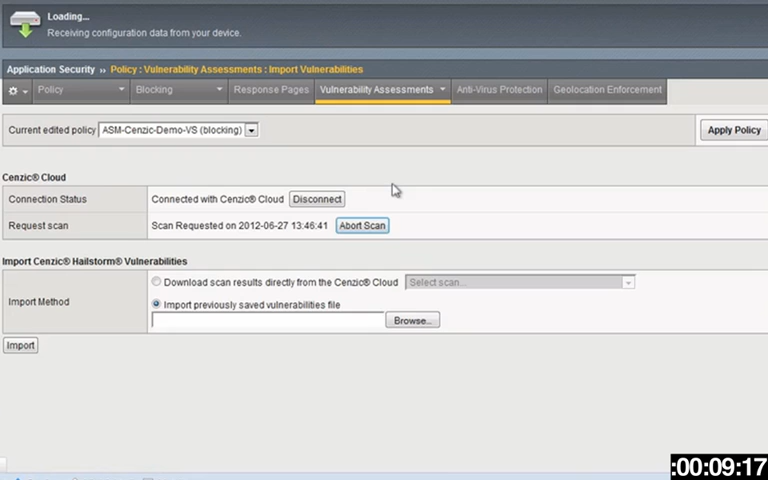 Loading...
Receiving configuration data from your device.
Application Security » Policy : Vulnerability Assessments : Import Vulnerabilities
Policy Blocking Response Pages Vulnerability Assessments Anti-Virus Protection Geolocation Enforcement
Current edited policy ASM-Cenzic-Demo-VS (blocking) Apply Policy
Cenzic® Cloud
Connection Status Connected with Cenzic® Cloud Disconnect
Request scan Scan Requested on 2012-06-27 13:46:41 Abort Scan
Import Cenzic® Hailstorm® Vulnerabilities
Import Method Download scan results directly from the Cenzic® Cloud Select scan...
Import previously saved vulnerabilities file
Browse...
Import
:00:09:17